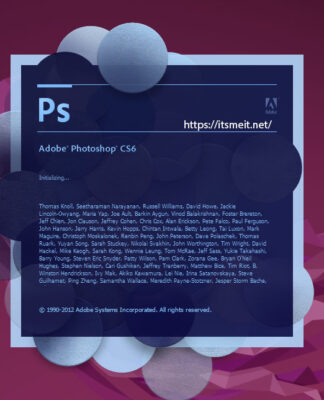 Ps
Adobe
https://itsmeit.net/
Adobe® Photoshop® CS6
Initializing...
Thomas Knoll, Seetharaman Narayanan, Russell Williams, David Howe, Jackie
Lincoln-Owyang, Maria Yap, Joe Ault, Barkin Aygun, Vinod Balakrishnan, Foster Brereton,
Jeff Chien, Jon Clauson, Jeffrey Cohen, Chris Cox, Alan Erickson, Pete Falco, Paul Ferguson,
John Hanson, Jerry Harris, Kevin Hopps, Chintan Intwala, Betty Leong, Tai Luxon, Mark
Maguire, Christoph Moskalonek, Renbin Peng, John Peterson, Dave Polaschek, Thomas
Ruark, Yuyan Song, Sarah Stuckey, Nikolai Svakhin, John Worthington, Tim Wright, David
Hackel, Mike Keogh, Sarah Kong, Wennie Leung, Tom McRae, Jeff Sass, Yukie Takahashi,
Barry Young, Steven Eric Snyder, Patty Wilson, Pam Clark, Zorana Gee, Bryan O'Neil
Hughes, Stephen Nielson, Cari Gushiken, Jeffrey Tranberry, Matthew Bice, Tim Riot, B.
Winston Hendrickson, Ivy Mak, Akiko Kawamura, Lei Nie, Irina Satanovskaya, Steve
Guilhamet, Ping Zheng, Samantha Wallace, Meredith Payne-Stotzner, Jesper Storm Bache,
© 1990-2012 Adobe Systems Incorporated. All rights reserved.